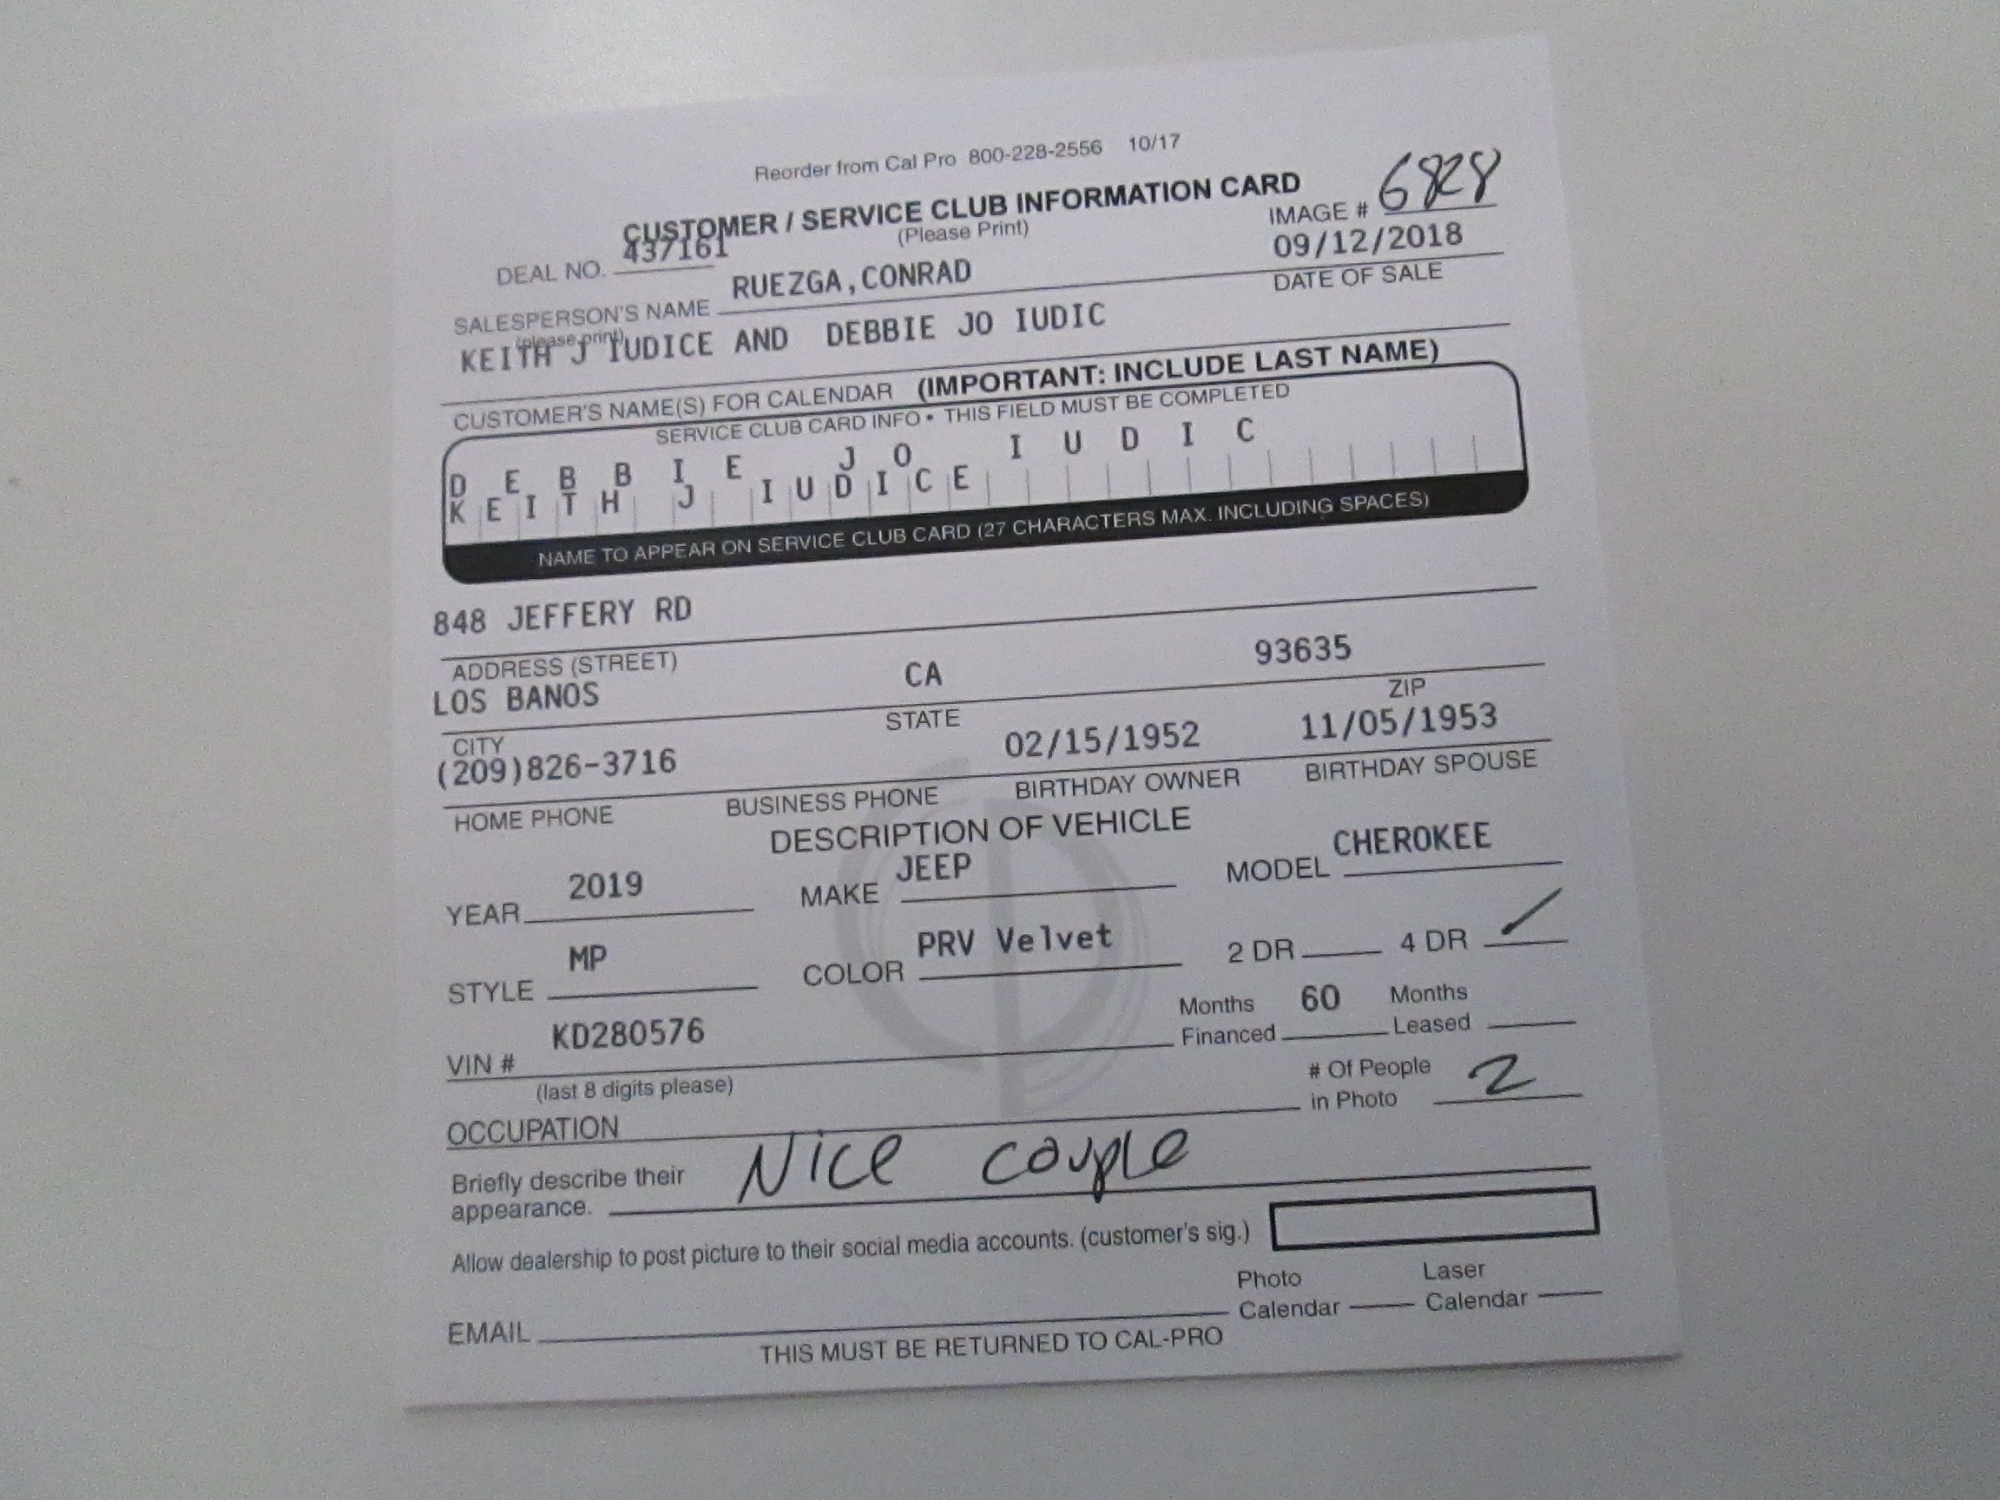 Reorder from Cal Pro 800-228-2556 10/17
CUSTOMER / SERVICE CLUB INFORMATION CARD
(Please Print)
IMAGE # 6828
DEAL NO. 437161
09/12/2018
DATE OF SALE
SALESPERSON'S NAME RUEZGA,CONRAD
(please print)
KEITH J IUDICE AND DEBBIE JO IUDIC
CUSTOMER'S NAME(S) FOR CALENDAR (IMPORTANT: INCLUDE LAST NAME)
SERVICE CLUB CARD INFO • THIS FIELD MUST BE COMPLETED
DEBBIE JO IUDIC
KEITH J IUDICE
NAME TO APPEAR ON SERVICE CLUB CARD (27 CHARACTERS MAX. INCLUDING SPACES)
848 JEFFERY RD
ADDRESS (STREET)
LOS BANOS CA 93635
CITY STATE ZIP
(209)826-3716 02/15/1952 11/05/1953
HOME PHONE BUSINESS PHONE BIRTHDAY OWNER BIRTHDAY SPOUSE
DESCRIPTION OF VEHICLE
YEAR 2019 MAKE JEEP MODEL CHEROKEE
STYLE MP COLOR PRV Velvet 2 DR 4 DR
VIN # KD280576 Months Financed 60 Months Leased
(last 8 digits please)
OCCUPATION # Of People in Photo 2
Briefly describe their appearance. Nice couple
Allow dealership to post picture to their social media accounts. (customer's sig.)
EMAIL Photo Calendar Laser Calendar
THIS MUST BE RETURNED TO CAL-PRO